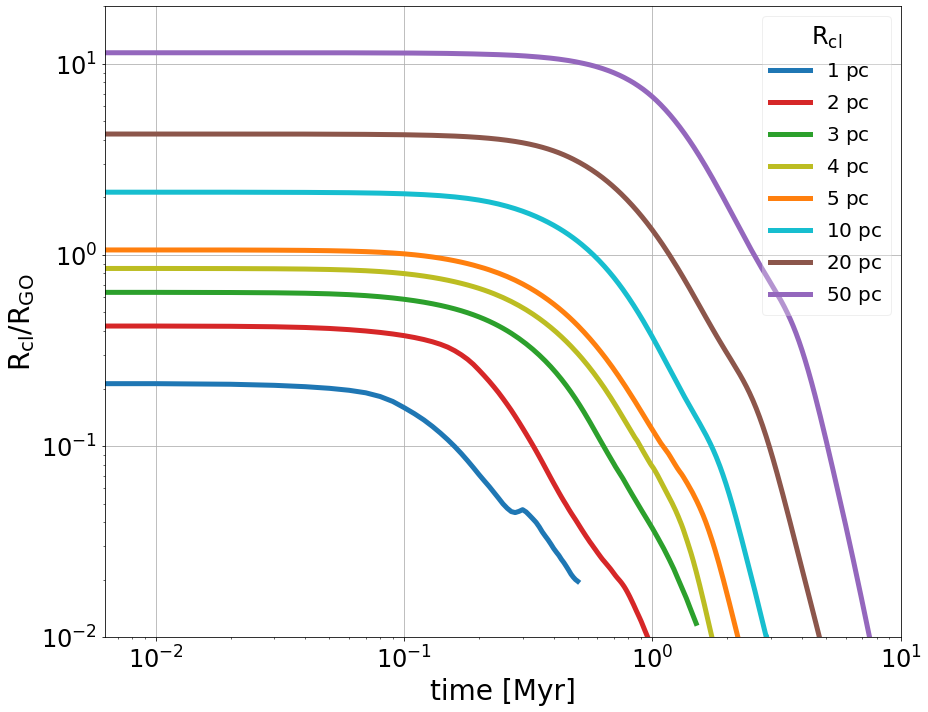 R_cl
1 pc
2 pc
3 pc
4 pc
5 pc
10 pc
20 pc
50 pc
R_cl/R_GO
10^1
10^0
10^−1
10^−2
10^−2
10^−1
10^0
10^1
time [Myr]